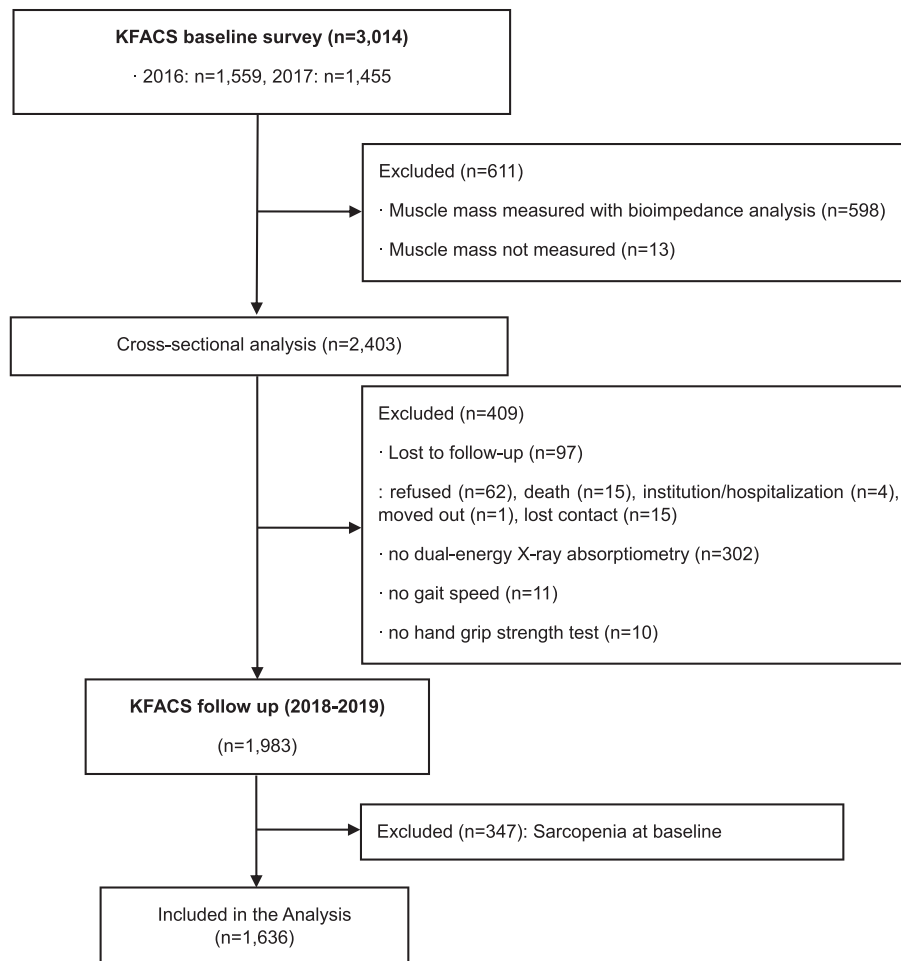 KFACS baseline survey (n=3,014)
· 2016: n=1,559, 2017: n=1,455
Excluded (n=611)
· Muscle mass measured with bioimpedance analysis (n=598)
· Muscle mass not measured (n=13)
Cross-sectional analysis (n=2,403)
Excluded (n=409)
· Lost to follow-up (n=97)
: refused (n=62), death (n=15), institution/hospitalization (n=4),
moved out (n=1), lost contact (n=15)
· no dual-energy X-ray absorptiometry (n=302)
· no gait speed (n=11)
· no hand grip strength test (n=10)
KFACS follow up (2018-2019)
(n=1,983)
Excluded (n=347): Sarcopenia at baseline
Included in the Analysis
(n=1,636)